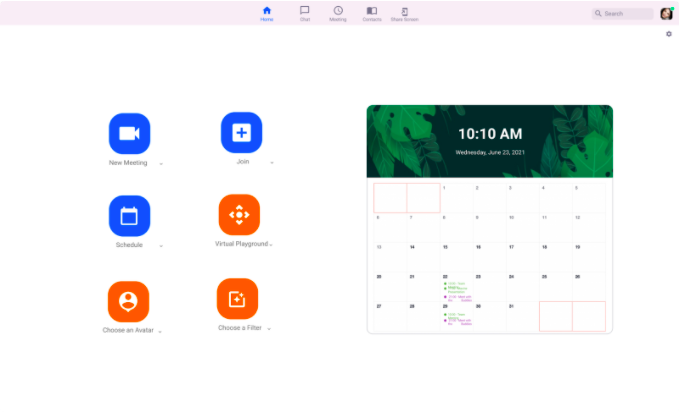 Home
Chat
Meeting
Contacts
Share Screen
Search
New Meeting
Join
Schedule
Virtual Playground
Choose an Avatar
Choose a Filter
10:10 AM
Wednesday, June 23, 2021
1 2 3 4 5
6 7 8 9 10 11 12
13 14 15 16 17 18 19
20 21 22 23 24 25 26
27 28 29 30 31